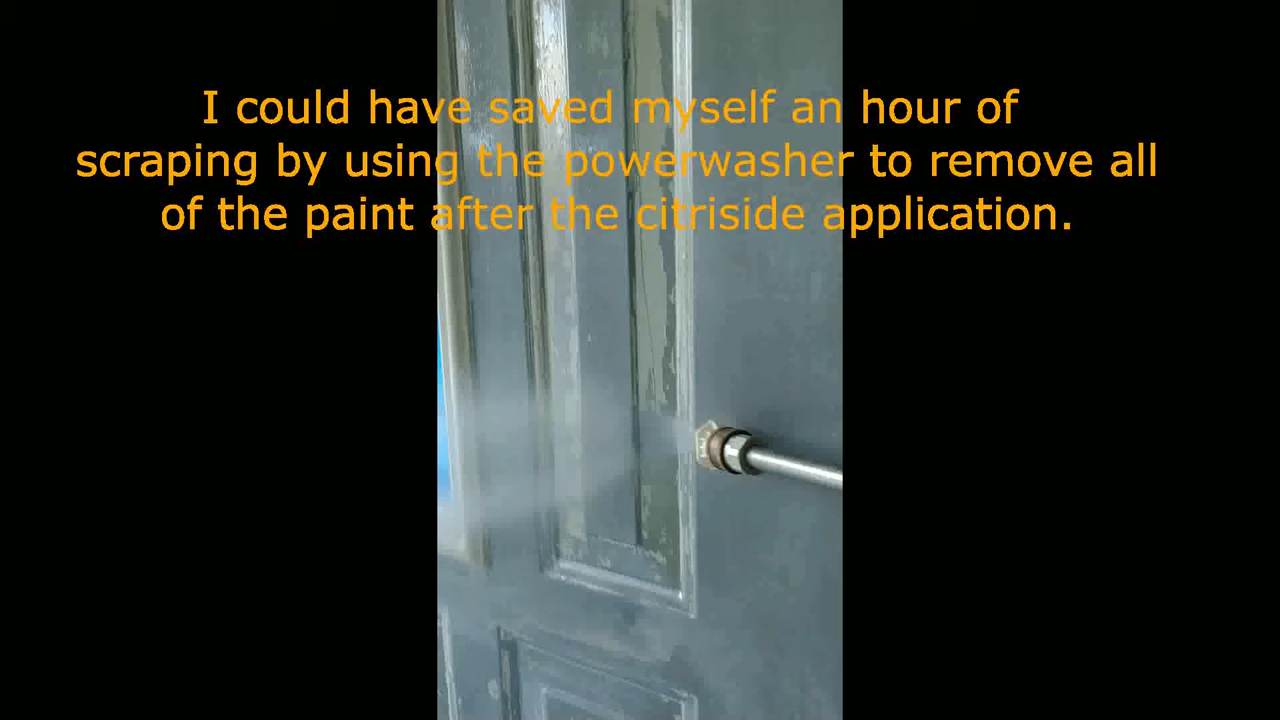 I could have saved myself an hour of
scraping by using the powerwasher to remove all
of the paint after the citriside application.